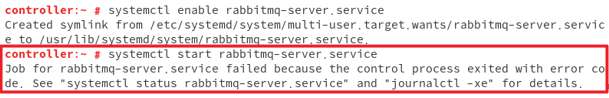 controller:~ # systemctl enable rabbitmq-server.service
Created symlink from /etc/systemd/system/multi-user.target.wants/rabbitmq-server.servic
e to /usr/lib/systemd/system/rabbitmq-server.service.
controller:~ # systemctl start rabbitmq-server.service
Job for rabbitmq-server.service failed because the control process exited with error co
de. See "systemctl status rabbitmq-server.service" and "journalctl -xe" for details.